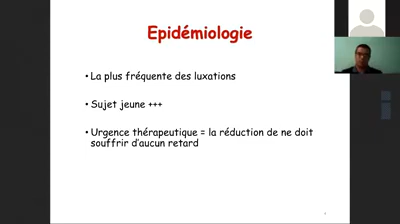 Epidémiologie
• La plus fréquente des luxations
• Sujet jeune +++
• Urgence thérapeutique = la réduction de ne doit
souffrir d'aucun retard